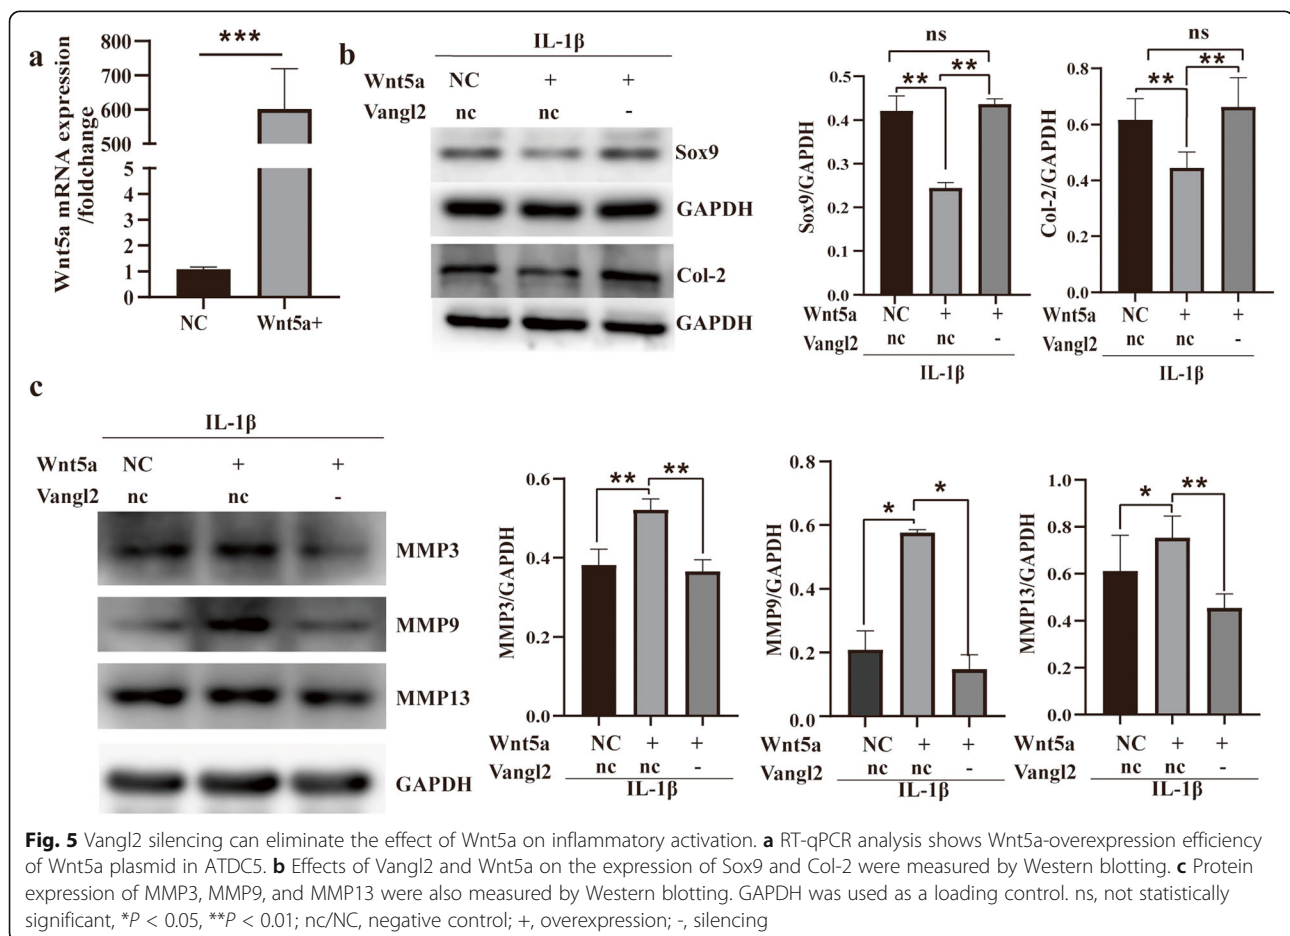 a
Wnt5a mRNA expression
/foldchange
800
700
600
500
5
4
3
2
1
0
***
NC
Wnt5a+
b
IL-1β
Wnt5a NC + +
Vangl2 nc nc -
Sox9
GAPDH
Col-2
GAPDH
Sox9/GAPDH
0.5
0.4
0.3
0.2
0.1
0.0
ns
** **
Wnt5a NC + +
Vangl2 nc nc -
IL-1β
Col-2/GAPDH
0.8
0.6
0.4
0.2
0.0
ns
** **
Wnt5a NC + +
Vangl2 nc nc -
IL-1β
c
IL-1β
Wnt5a NC + +
Vangl2 nc nc -
MMP3
MMP9
MMP13
GAPDH
MMP3/GAPDH
0.6
0.4
0.2
0.0
** **
Wnt5a NC + +
Vangl2 nc nc -
IL-1β
MMP9/GAPDH
0.8
0.6
0.4
0.2
0.0
* *
Wnt5a NC + +
Vangl2 nc nc -
IL-1β
MMP13/GAPDH
1.0
0.8
0.6
0.4
0.2
0.0
* **
Wnt5a NC + +
Vangl2 nc nc -
IL-1β
Fig. 5 Vangl2 silencing can eliminate the effect of Wnt5a on inflammatory activation. a RT-qPCR analysis shows Wnt5a-overexpression efficiency
of Wnt5a plasmid in ATDC5. b Effects of Vangl2 and Wnt5a on the expression of Sox9 and Col-2 were measured by Western blotting. c Protein
expression of MMP3, MMP9, and MMP13 were also measured by Western blotting. GAPDH was used as a loading control. ns, not statistically
significant, *P < 0.05, **P < 0.01; nc/NC, negative control; +, overexpression; -, silencing